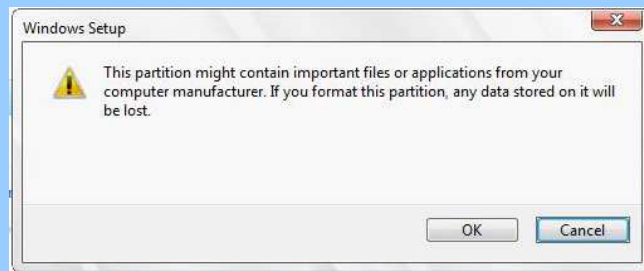 Windows Setup
This partition might contain important files or applications from your
computer manufacturer. If you format this partition, any data stored on it will
be lost.
OK
Cancel